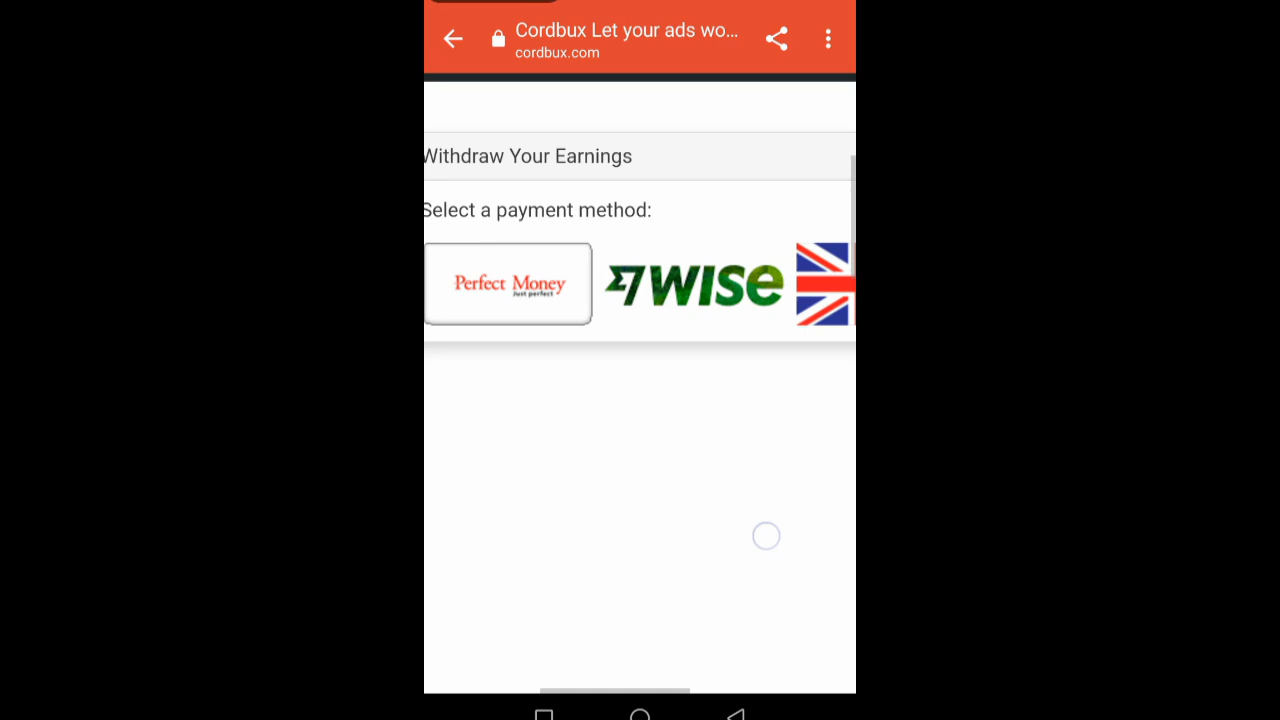 Cordbux Let your ads wo...
cordbux.com
Withdraw Your Earnings
Select a payment method:
Perfect Money
Just perfect
WISE